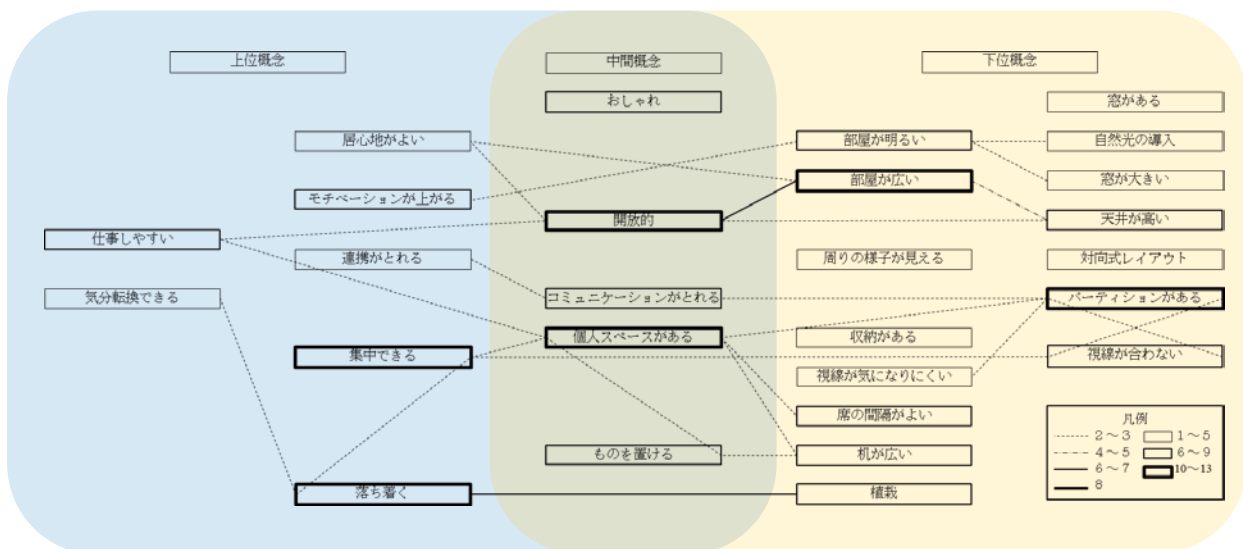 上位概念
中間概念
下位概念
おしゃれ
窓がある
居心地がよい
部屋が明るい
自然光の導入
部屋が広い
窓が大きい
モチベーションが上がる
開放的
天井が高い
仕事しやすい
連携がとれる
周りの様子が見える
対向式レイアウト
気分転換できる
コミュニケーションがとれる
パーティションがある
個人スペースがある
収納がある
集中できる
視線が合わない
視線が気になりにくい
席の間隔がよい
ものを置ける
机が広い
落ち着く
植栽
凡例
2～3 1～5
4～5 6～9
6～7 10～13
8